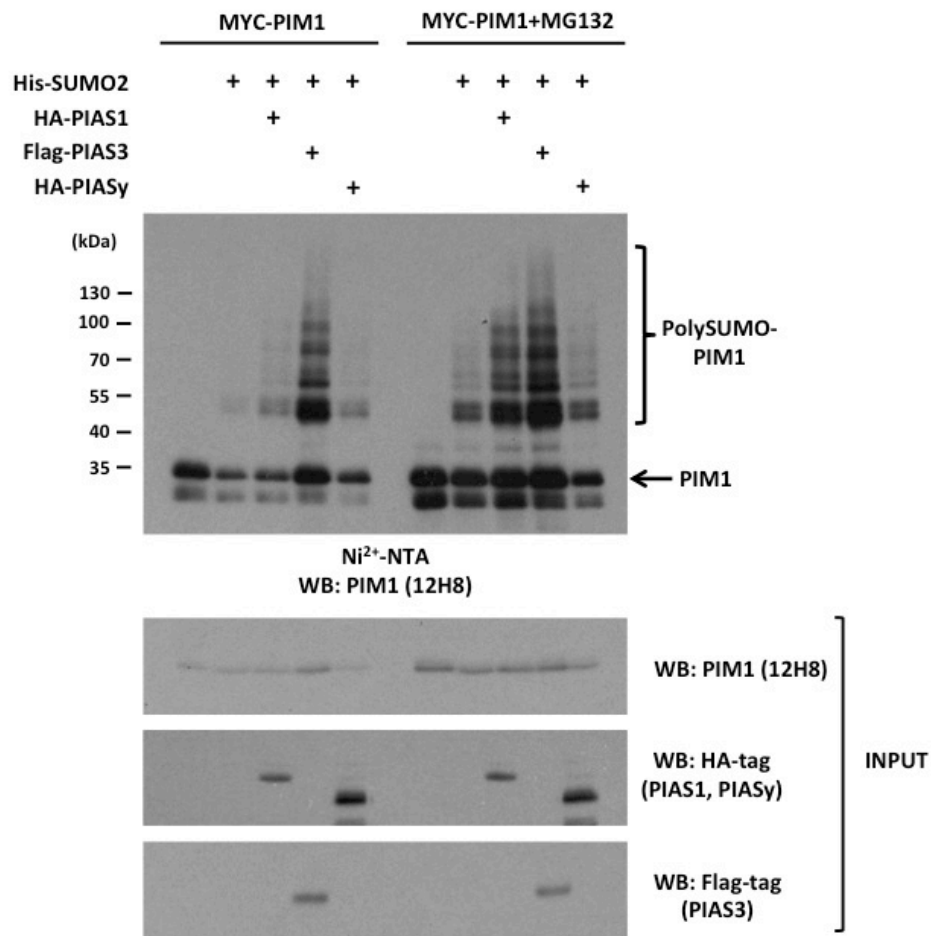 MYC-PIM1 MYC-PIM1+MG132
His-SUMO2 + + + + + + + +
HA-PIAS1 + +
Flag-PIAS3 + +
HA-PIASy + +
(kDa)
130
100
70
55
40
35
PolySUMO-
PIM1
PIM1
Ni²⁺-NTA
WB: PIM1 (12H8)
WB: PIM1 (12H8)
WB: HA-tag
(PIAS1, PIASy)
WB: Flag-tag
(PIAS3)
INPUT